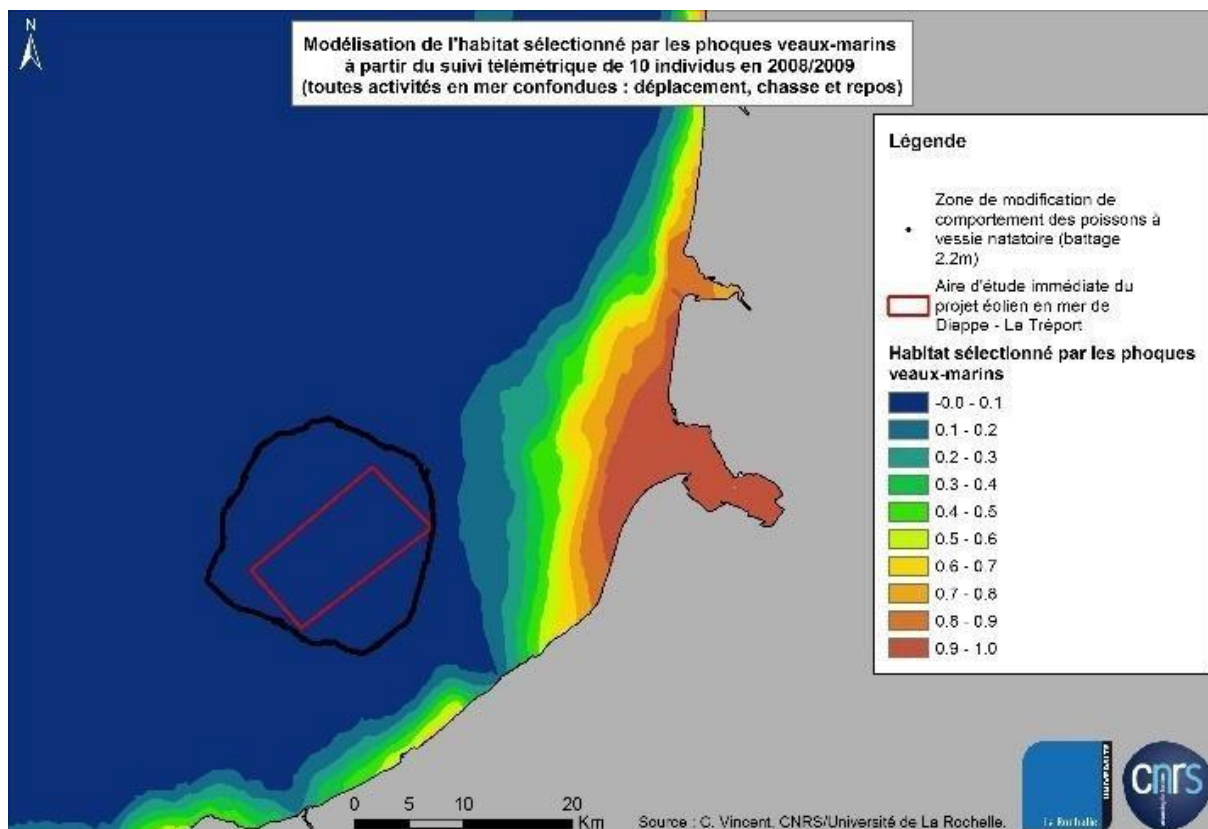 N
Modélisation de l'habitat sélectionné par les phoques veaux-marins
à partir du suivi télémétrique de 10 individus en 2008/2009
(toutes activités en mer confondues : déplacement, chasse et repos)
Légende
Zone de modification de
comportement des poissons à
vessie natatoire (battage
2.2m)
Aire d'étude immédiate du
projet éolien en mer de
Dieppe - Le Tréport
Habitat sélectionné par les phoques
veaux-marins
-0.0 - 0.1
0.1 - 0.2
0.2 - 0.3
0.3 - 0.4
0.4 - 0.5
0.5 - 0.6
0.6 - 0.7
0.7 - 0.8
0.8 - 0.9
0.9 - 1.0
0 5 10 20
Km
Source : C. Vincent, CNRS/Université de La Rochelle.
UNIVERSITÉ
La Rochelle
cnrs